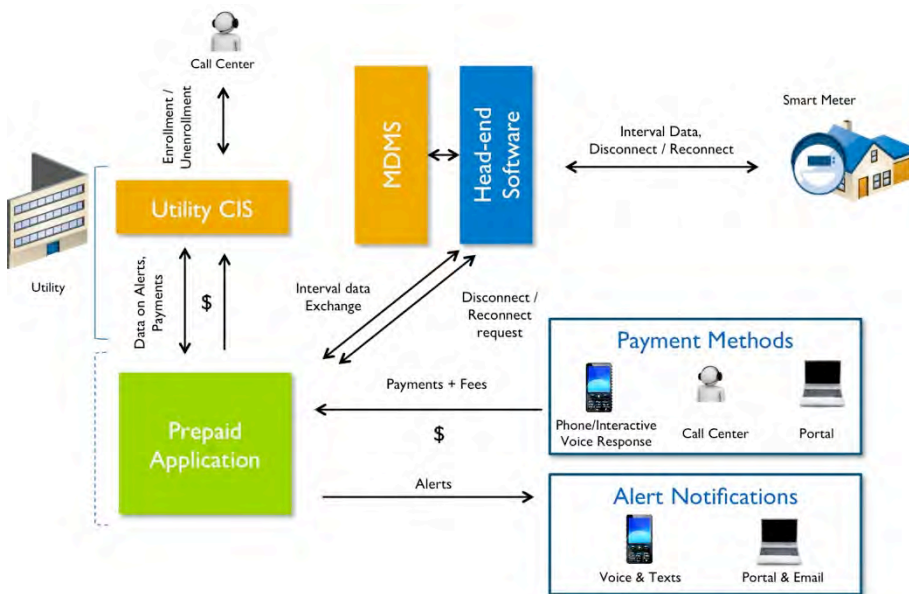 Call Center
Enrollment /
Unenrollment
Utility CIS
Utility
Data on Alerts,
Payments
$
MDMS
Head-end
Software
Interval Data,
Disconnect / Reconnect
Smart Meter
Interval data
Exchange
Disconnect /
Reconnect
request
Prepaid
Application
Payments + Fees
$
Alerts
Payment Methods
Phone/Interactive
Voice Response
Call Center
Portal
Alert Notifications
Voice & Texts
Portal & Email